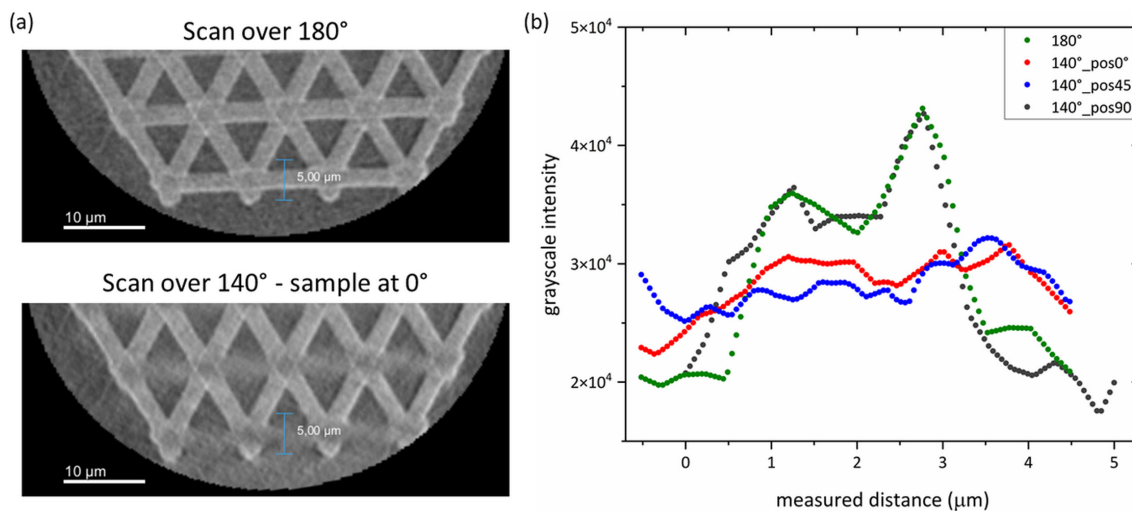 (a)
Scan over 180°
5,00 µm
10 µm
Scan over 140° - sample at 0°
5,00 µm
10 µm
(b)
5×10⁴
4×10⁴
3×10⁴
2×10⁴
grayscale intensity
180°
140°_pos0°
140°_pos45
140°_pos90
0 1 2 3 4 5
measured distance (µm)